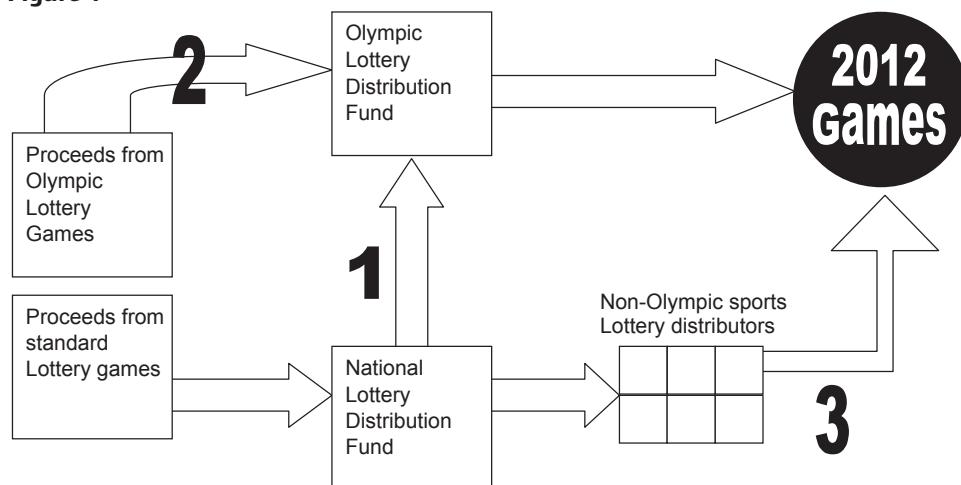 Figure 1
2
Olympic
Lottery
Distribution
Fund
2012
Games
Proceeds from
Olympic
Lottery
Games
1
Proceeds from
standard
Lottery games
National
Lottery
Distribution
Fund
Non-Olympic sports
Lottery distributors
3